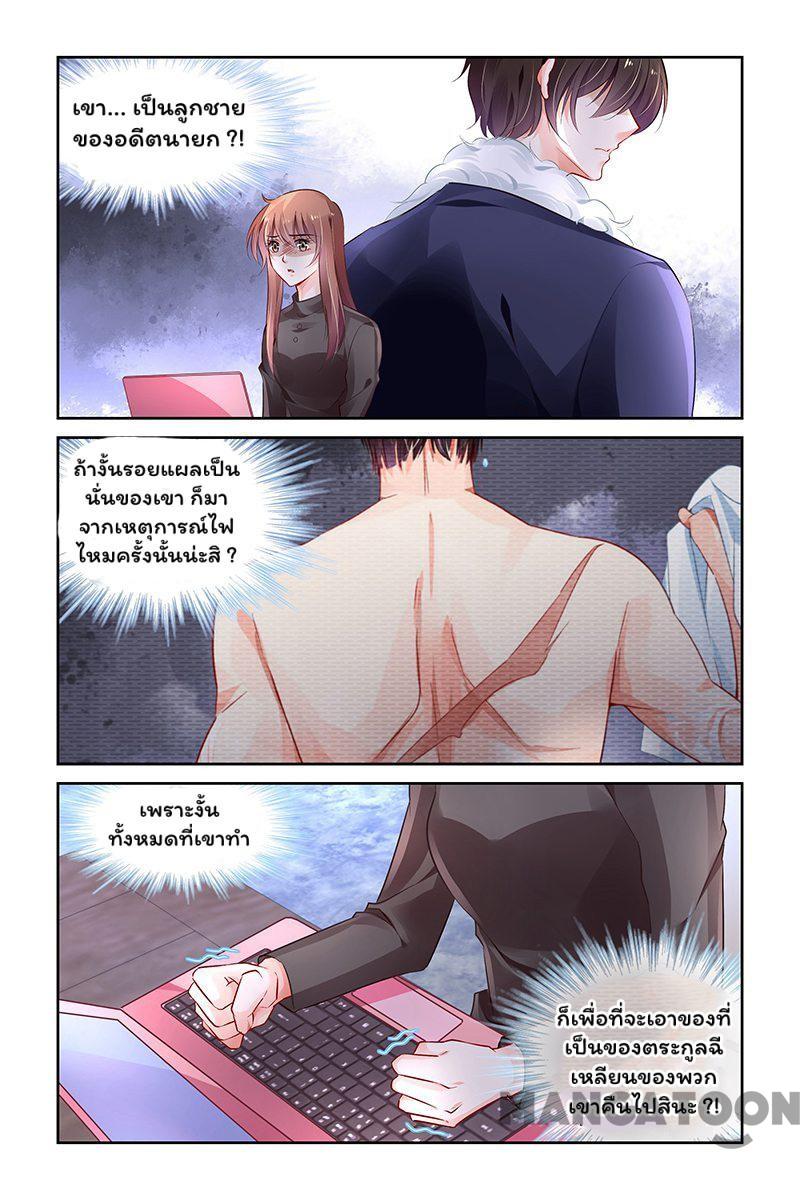 เขา... เป็นลูกชาย
ของอดีตนายก ?!
ถ้างั้นรอยแผลเป็น
นั่นของเขา ก็มา
จากเหตุการณ์ไฟ
ไหมครั้งนั้นน่ะสิ ?
เพราะงั้น
ทั้งหมดที่เขาทำ
ก็เพื่อที่จะเอาของที่
เป็นของตระกูลฉี
เหลียนของพวก
เขาคืนไปสินะ ?!
MANGATOON